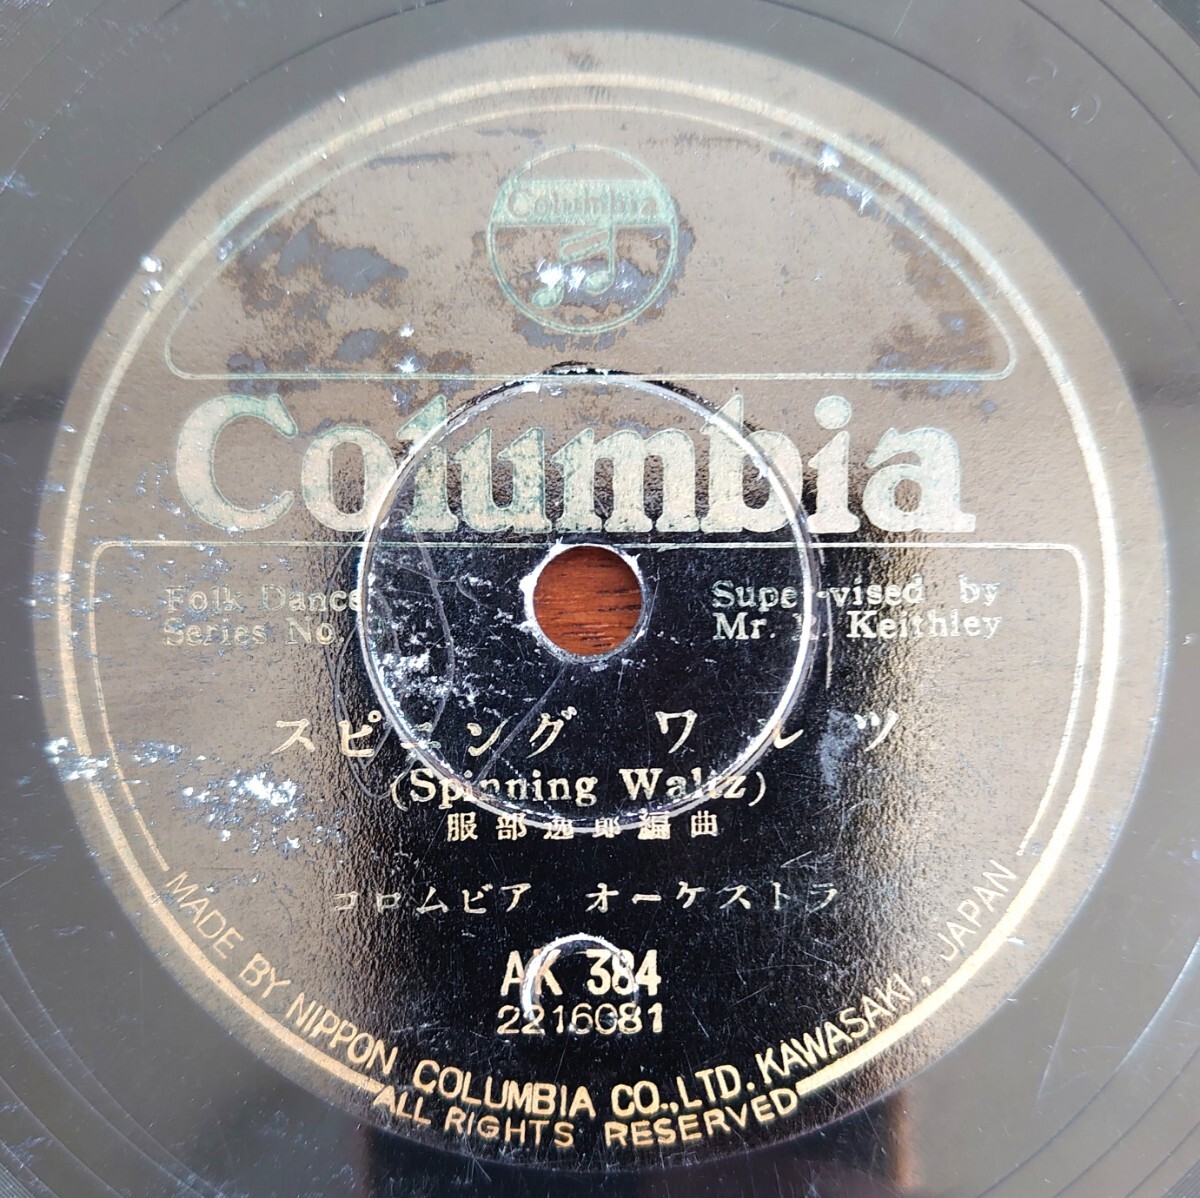 Columbia
Columbia
Folk Dance
Series No.
Supervised by
Mr. Keithley
スピニング ワルツ
(Spinning Waltz)
服部逸郎編曲
コロムビア オーケストラ
AK 384
2216081
MADE BY NIPPON COLUMBIA CO., LTD. KAWASAKI, JAPAN
ALL RIGHTS RESERVED